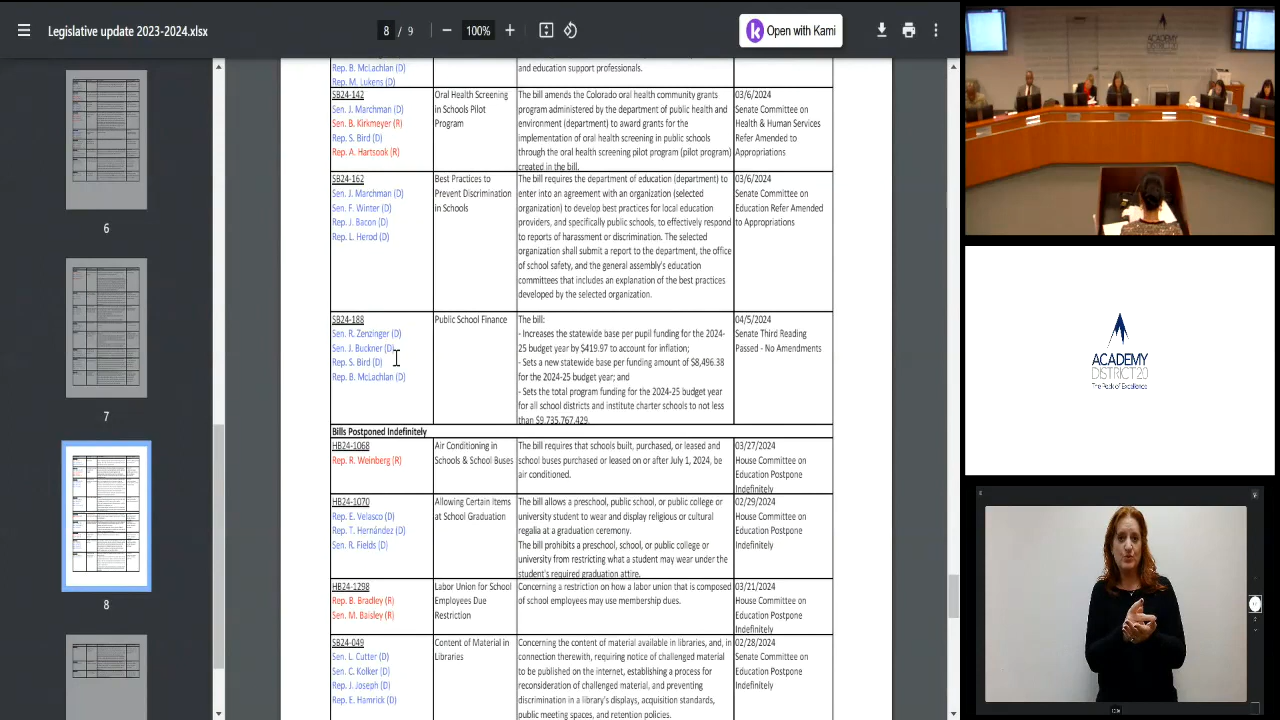 Legislative update 2023-2024.xlsx
8 / 9
100%
Open with Kami
6
7
8
Rep. B. McLachlan (D)
Rep. M. Lukens (D)
and education support professionals.
SB24-142
Sen. J. Marchman (D)
Sen. B. Kirkmeyer (R)
Rep. S. Bird (D)
Rep. A. Hartsook (R)
Oral Health Screening
in Schools Pilot
Program
The bill amends the Colorado oral health community grants
program administered by the department of public health and
environment (department) to award grants for the
implementation of oral health screening in public schools
through the oral health screening pilot program (pilot program)
created in the bill.
03/6/2024
Senate Committee on
Health & Human Services
Refer Amended to
Appropriations
SB24-162
Sen. J. Marchman (D)
Sen. F. Winter (D)
Rep. J. Bacon (D)
Rep. L. Herod (D)
Best Practices to
Prevent Discrimination
in Schools
The bill requires the department of education (department) to
enter into an agreement with an organization (selected
organization) to develop best practices for local education
providers, and specifically public schools, to effectively respond
to reports of harassment or discrimination. The selected
organization shall submit a report to the department, the office
of school safety, and the general assembly's education
committees that includes an explanation of the best practices
developed by the selected organization.
03/6/2024
Senate Committee on
Education Refer Amended
to Appropriations
SB24-188
Sen. R. Zenzinger (D)
Sen. J. Buckner (D)
Rep. S. Bird (D)
Rep. B. McLachlan (D)
Public School Finance
The bill:
- Increases the statewide base per pupil funding for the 2024-
25 budget year by $419.97 to account for inflation;
- Sets a new statewide base per funding amount of $8,496.38
for the 2024-25 budget year; and
- Sets the total program funding for the 2024-25 budget year
for all school districts and institute charter schools to not less
than $9,735,767,429.
04/5/2024
Senate Third Reading
Passed - No Amendments
Bills Postponed Indefinitely
HB24-1068
Rep. R. Weinberg (R)
Air Conditioning in
Schools & School Buses
The bill requires that schools built, purchased, or leased and
school buses purchased or leased on or after July 1, 2024, be
air conditioned.
03/27/2024
House Committee on
Education Postpone
Indefinitely
HB24-1070
Rep. E. Velasco (D)
Rep. T. Hernández (D)
Sen. R. Fields (D)
Allowing Certain Items
at School Graduation
The bill allows a preschool, public school, or public college or
university student to wear and display religious or cultural
regalia at a graduation ceremony.
The bill prohibits a preschool, school, or public college or
university from restricting what a student may wear under the
student's required graduation attire.
02/29/2024
House Committee on
Education Postpone
Indefinitely
HB24-1298
Rep. B. Bradley (R)
Sen. M. Baisley (R)
Labor Union for School
Employees Due
Restriction
Concerning a restriction on how a labor union that is composed
of school employees may use membership dues.
03/21/2024
House Committee on
Education Postpone
Indefinitely
SB24-049
Sen. L. Cutter (D)
Sen. C. Kolker (D)
Rep. J. Joseph (D)
Rep. E. Hamrick (D)
Content of Material in
Libraries
Concerning the content of material available in libraries, and, in
connection therewith, requiring notice of challenged material
to be published on the internet, establishing a process for
reconsideration of challenged material, and preventing
discrimination in a library's displays, acquisition standards,
public meeting spaces, and retention policies.
02/28/2024
Senate Committee on
Education Postpone
Indefinitely
ACADEMY
DISTRICT 20
ACADEMY
DISTRICT20
The Peak of Excellence